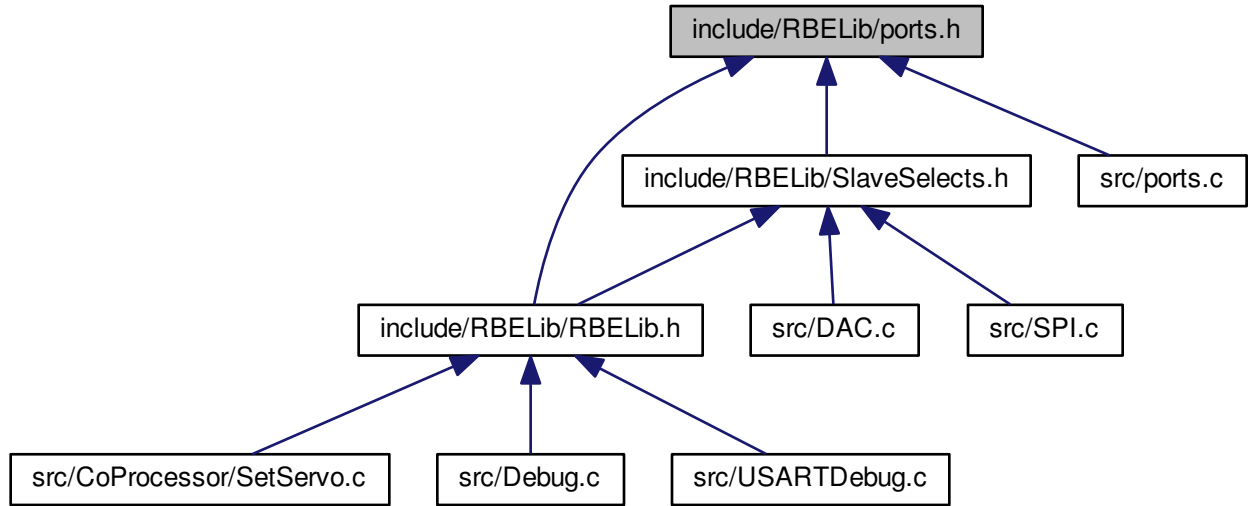 include/RBELib/ports.h
include/RBELib/SlaveSelects.h
src/ports.c
include/RBELib/RBELib.h
src/DAC.c
src/SPI.c
src/CoProcessor/SetServo.c
src/Debug.c
src/USARTDebug.c